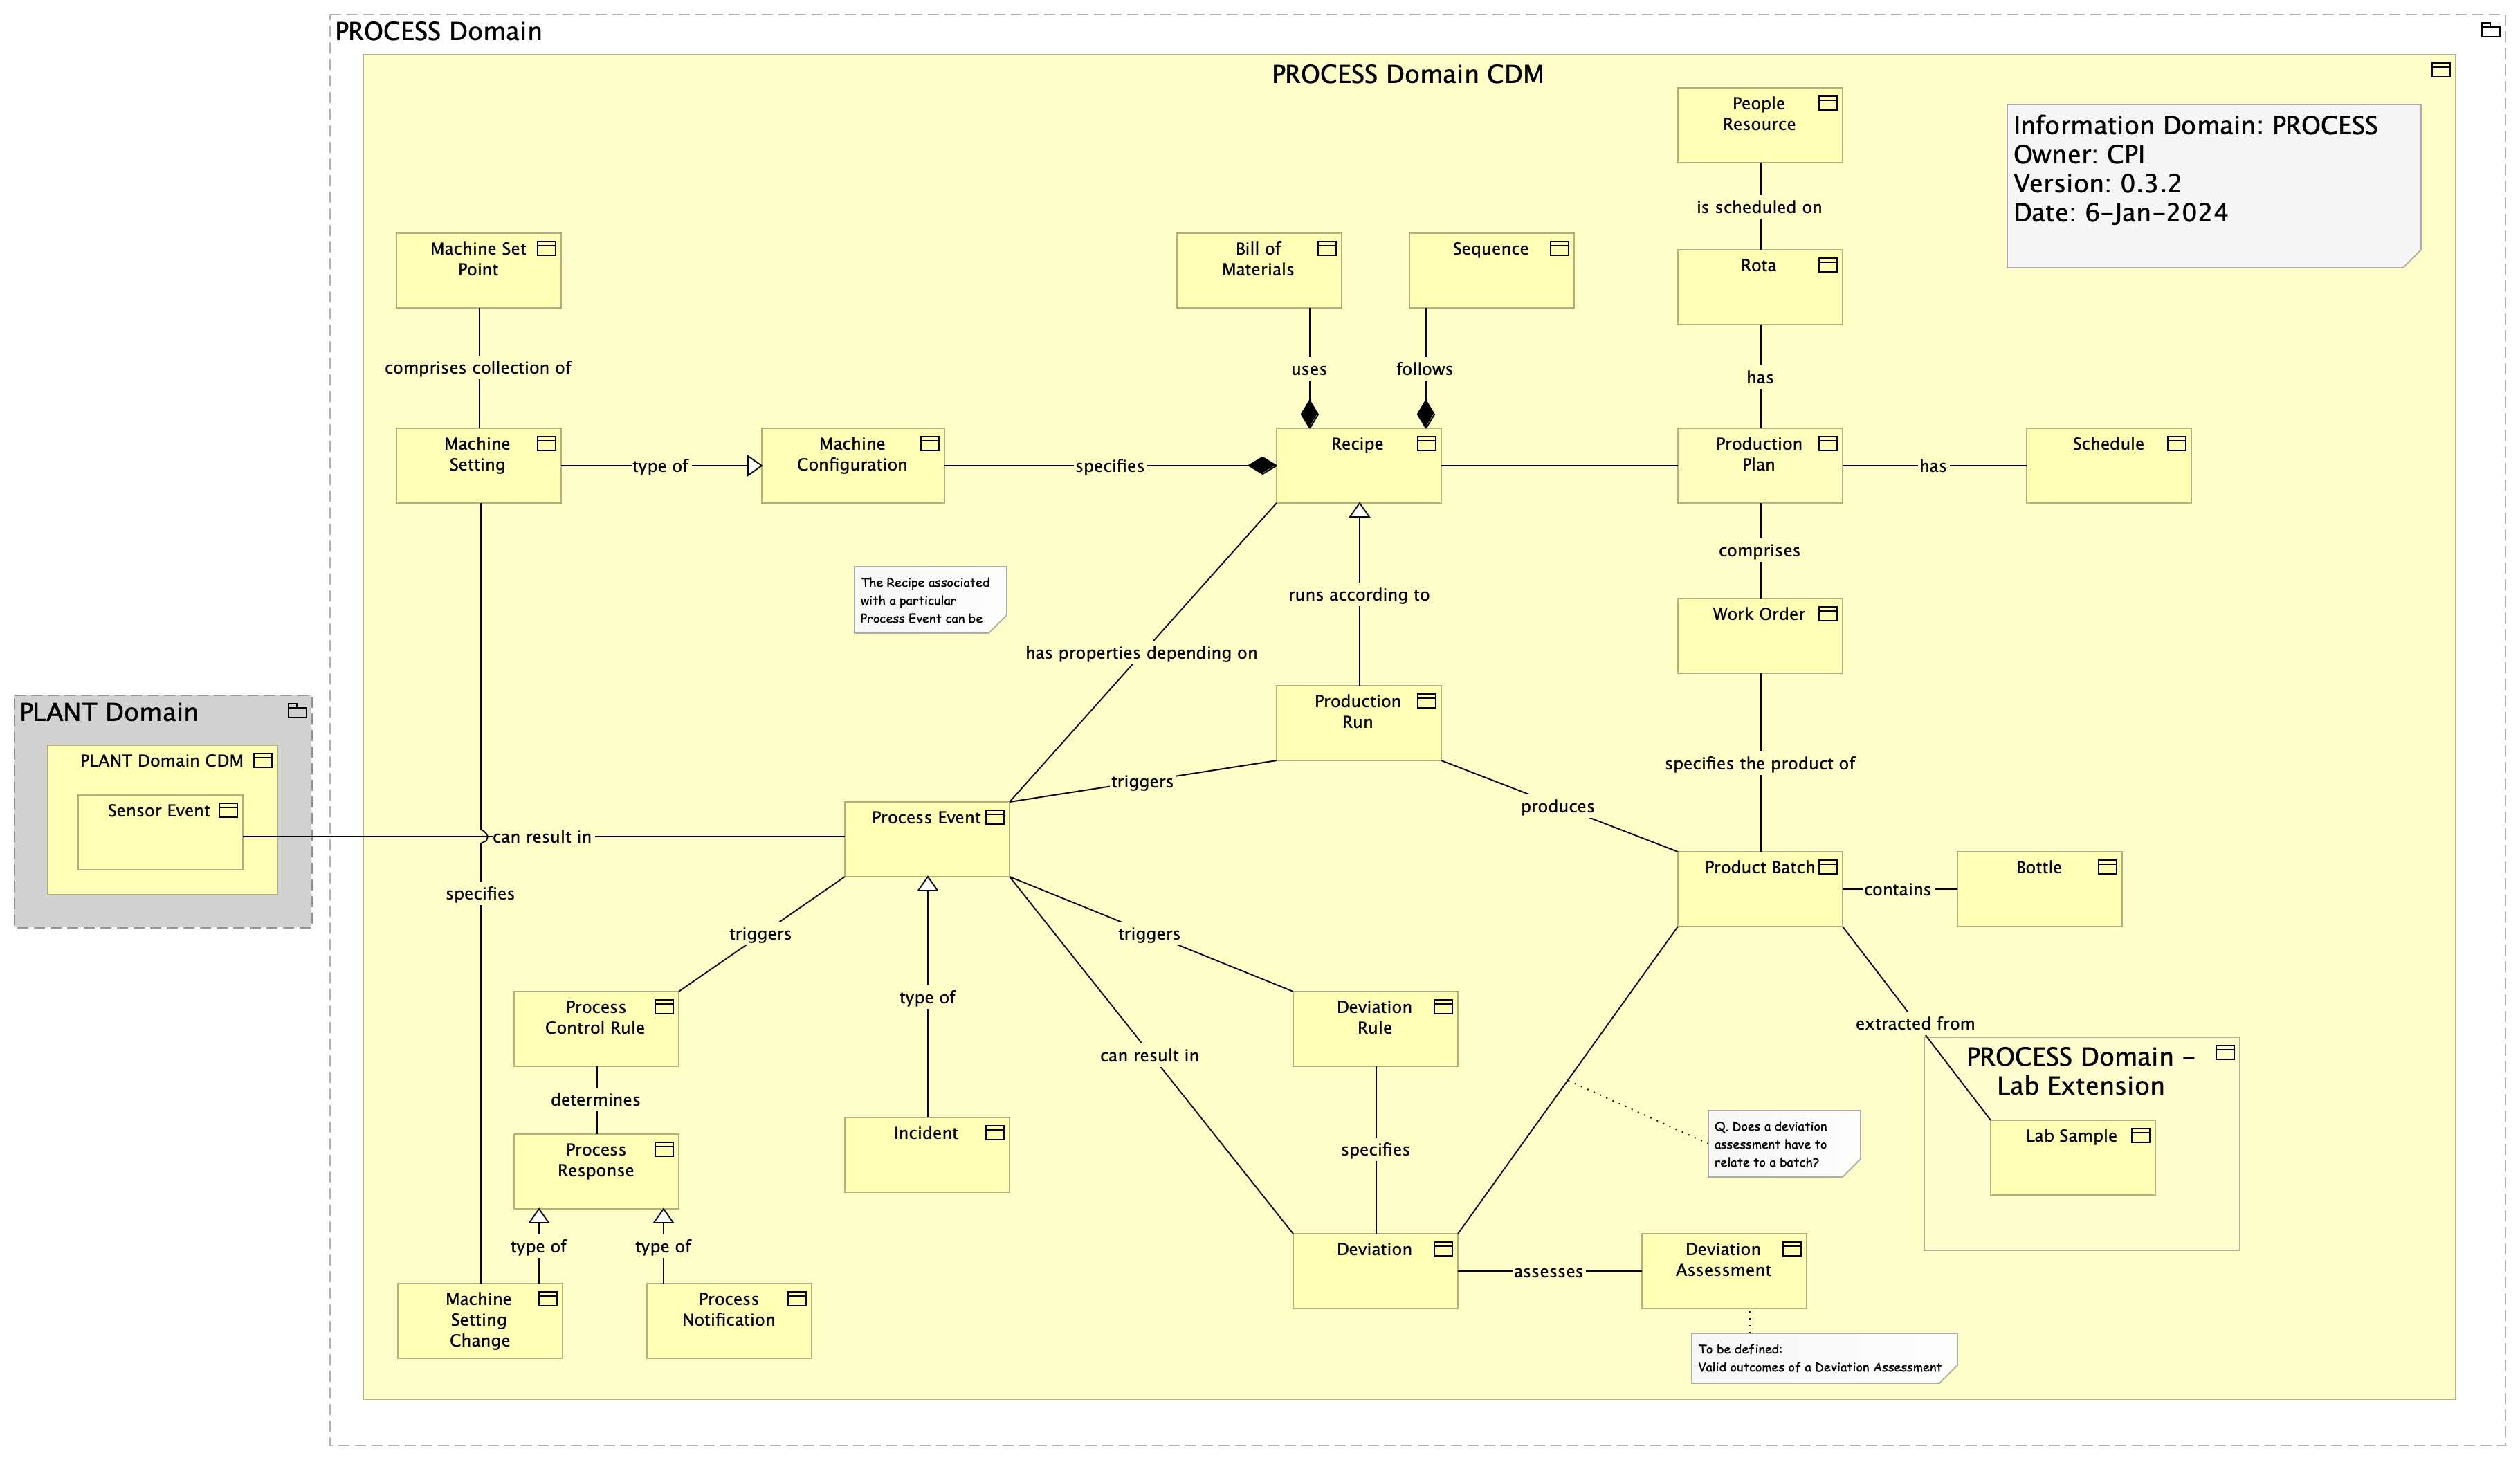 PROCESS Domain
PROCESS Domain CDM
People
Resource
Information Domain: PROCESS
Owner: CPI
Version: 0.3.2
Date: 6-Jan-2024
is scheduled on
Machine Set
Point
Bill of
Materials
Sequence
Rota
comprises collection of
uses
follows
has
Machine
Setting
type of
Machine
Configuration
specifies
Recipe
Production
Plan
has
Schedule
comprises
The Recipe associated
with a particular
Process Event can be
runs according to
Work Order
has properties depending on
PLANT Domain
Production
Run
PLANT Domain CDM
specifies the product of
triggers
Sensor Event
produces
Process Event
can result in
Product Batch
contains
Bottle
specifies
triggers
triggers
type of
Process
Control Rule
Deviation
Rule
extracted from
can result in
PROCESS Domain -
Lab Extension
determines
Incident
Q. Does a deviation
assessment have to
relate to a batch?
Lab Sample
Process
Response
specifies
type of
type of
Deviation
assesses
Deviation
Assessment
Machine
Setting
Change
Process
Notification
To be defined:
Valid outcomes of a Deviation Assessment